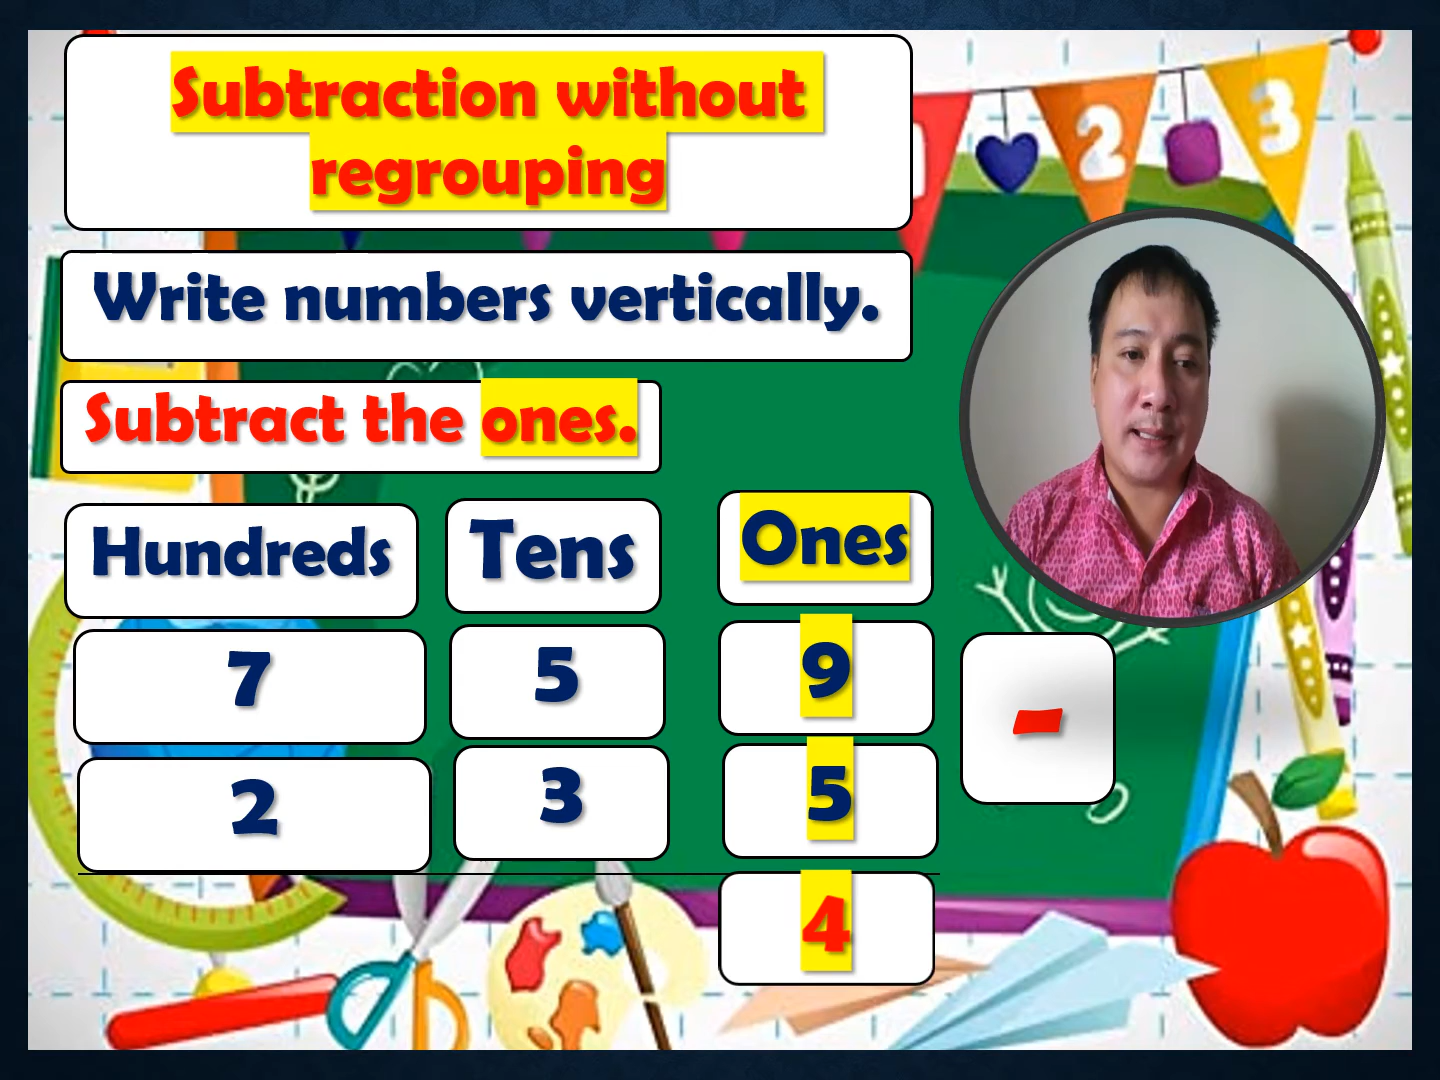 Subtraction without
regrouping
1 2 3
Write numbers vertically.
Subtract the ones.
Hundreds Tens Ones
7 5 9
-
2 3 5
4